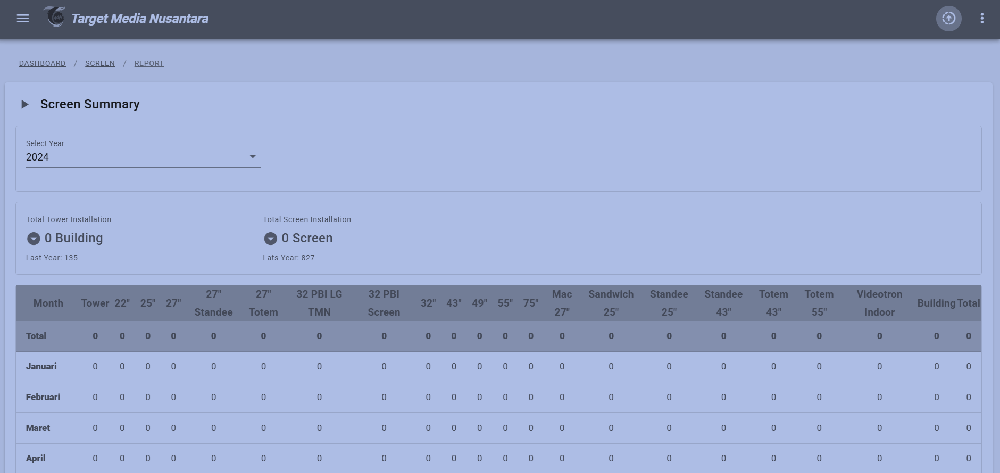 Target Media Nusantara
DASHBOARD / SCREEN / REPORT
Screen Summary
Select Year
2024
Total Tower Installation
0 Building
Last Year: 135
Total Screen Installation
0 Screen
Lats Year: 827
Month Tower 22" 25" 27" 27" Standee 27" Totem 32 PBI LG TMN 32 PBI Screen 32" 43" 49" 55" 75" Mac 27" Sandwich 25" Standee 25" Standee 43" Totem 43" Totem 55" Videotron Indoor Building Total
Total 0 0 0 0 0 0 0 0 0 0 0 0 0 0 0 0 0 0 0 0 0 0
Januari 0 0 0 0 0 0 0 0 0 0 0 0 0 0 0 0 0 0 0 0 0 0
Februari 0 0 0 0 0 0 0 0 0 0 0 0 0 0 0 0 0 0 0 0 0 0
Maret 0 0 0 0 0 0 0 0 0 0 0 0 0 0 0 0 0 0 0 0 0 0
April 0 0 0 0 0 0 0 0 0 0 0 0 0 0 0 0 0 0 0 0 0 0